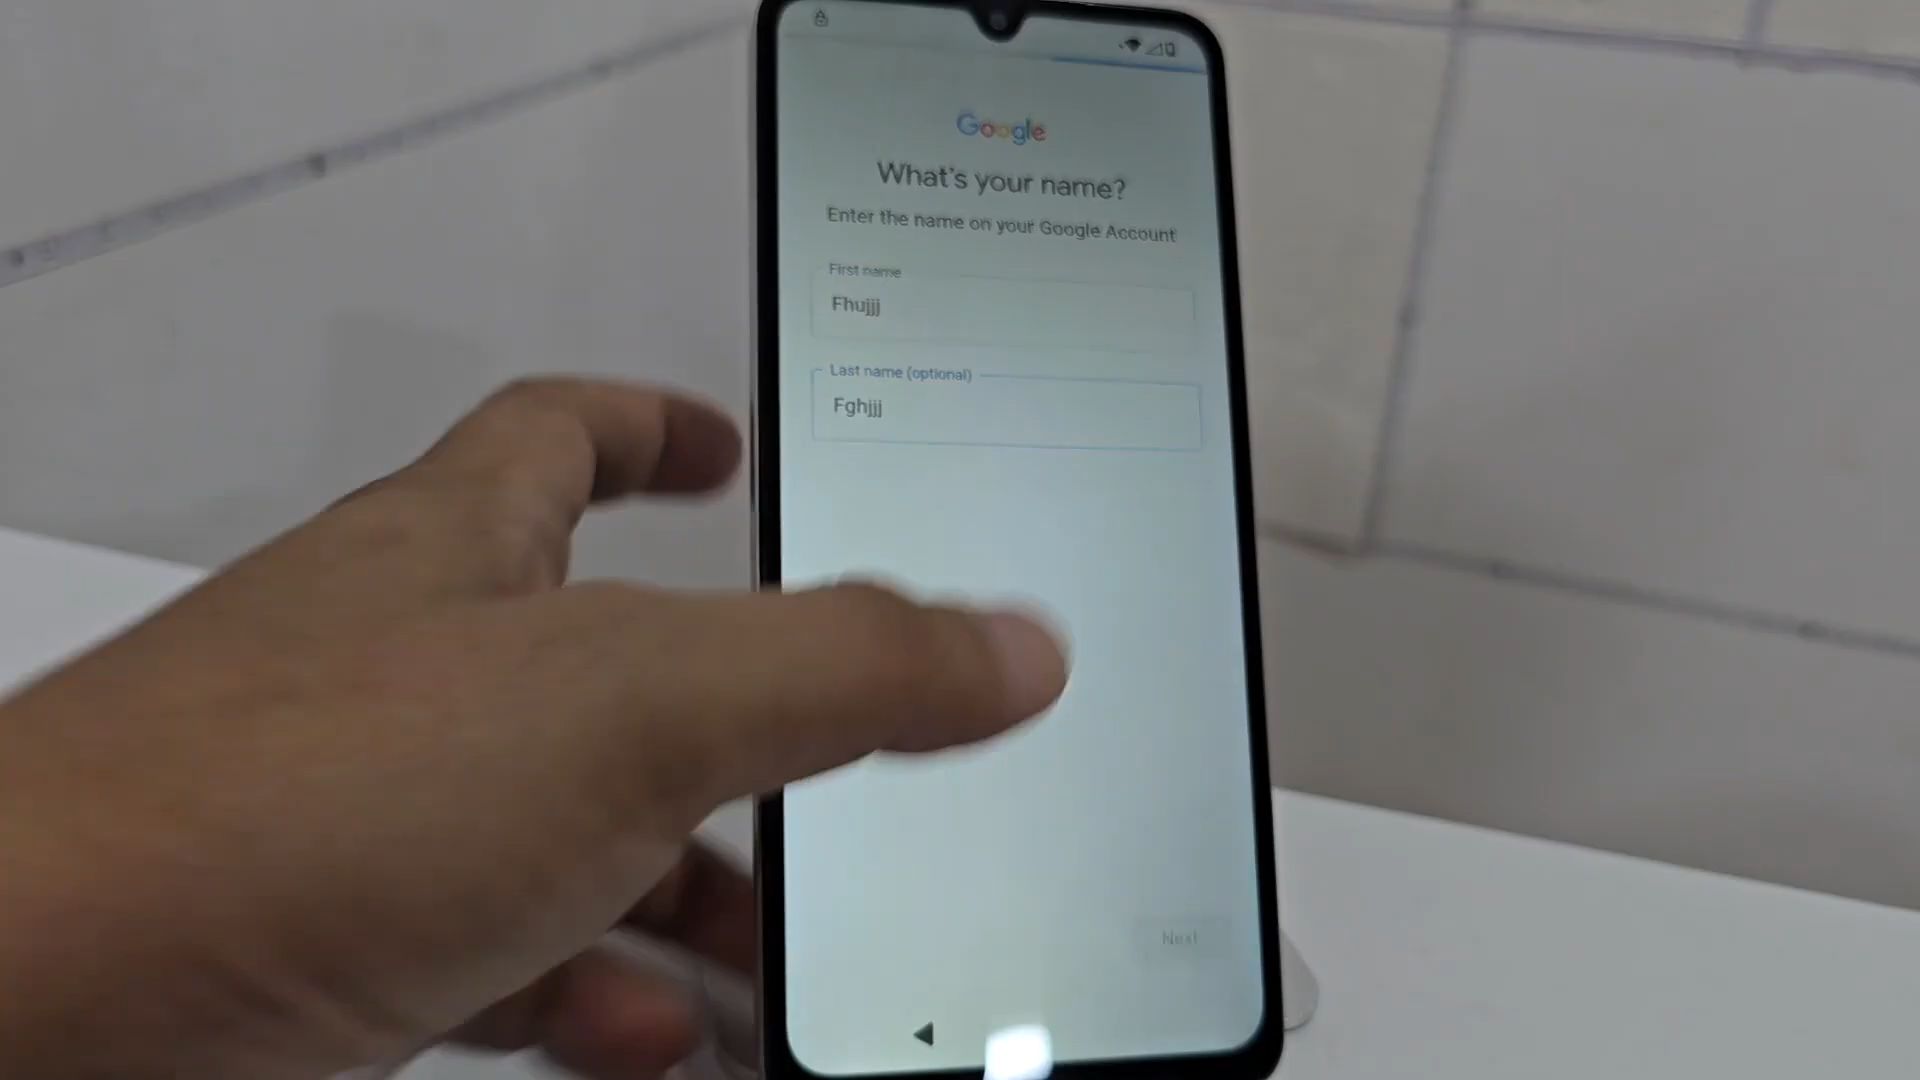 Google
What's your name?
Enter the name on your Google Account
First name
Fhujjj
Last name (optional)
Fghjjj
Next